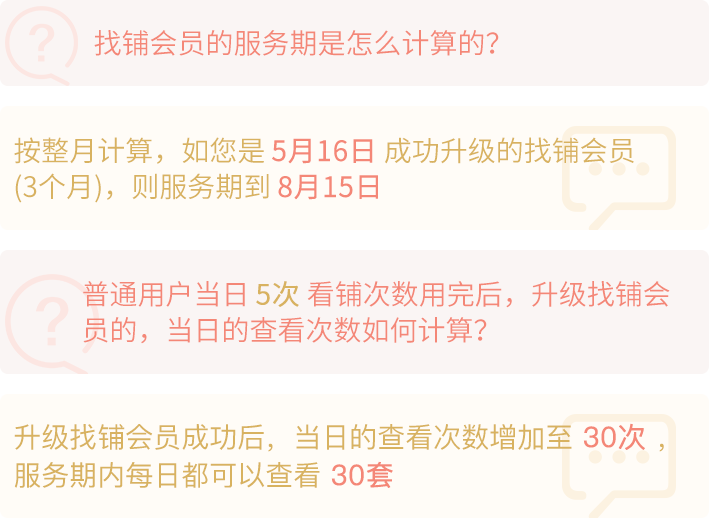 找铺会员的服务期是怎么计算的？
按整月计算，如您是 5月16日 成功升级的找铺会员
(3个月)，则服务期到 8月15日
普通用户当日 5次 看铺次数用完后，升级找铺会
员的，当日的查看次数如何计算？
升级找铺会员成功后，当日的查看次数增加至 30次 ，
服务期内每日都可以查看 30套